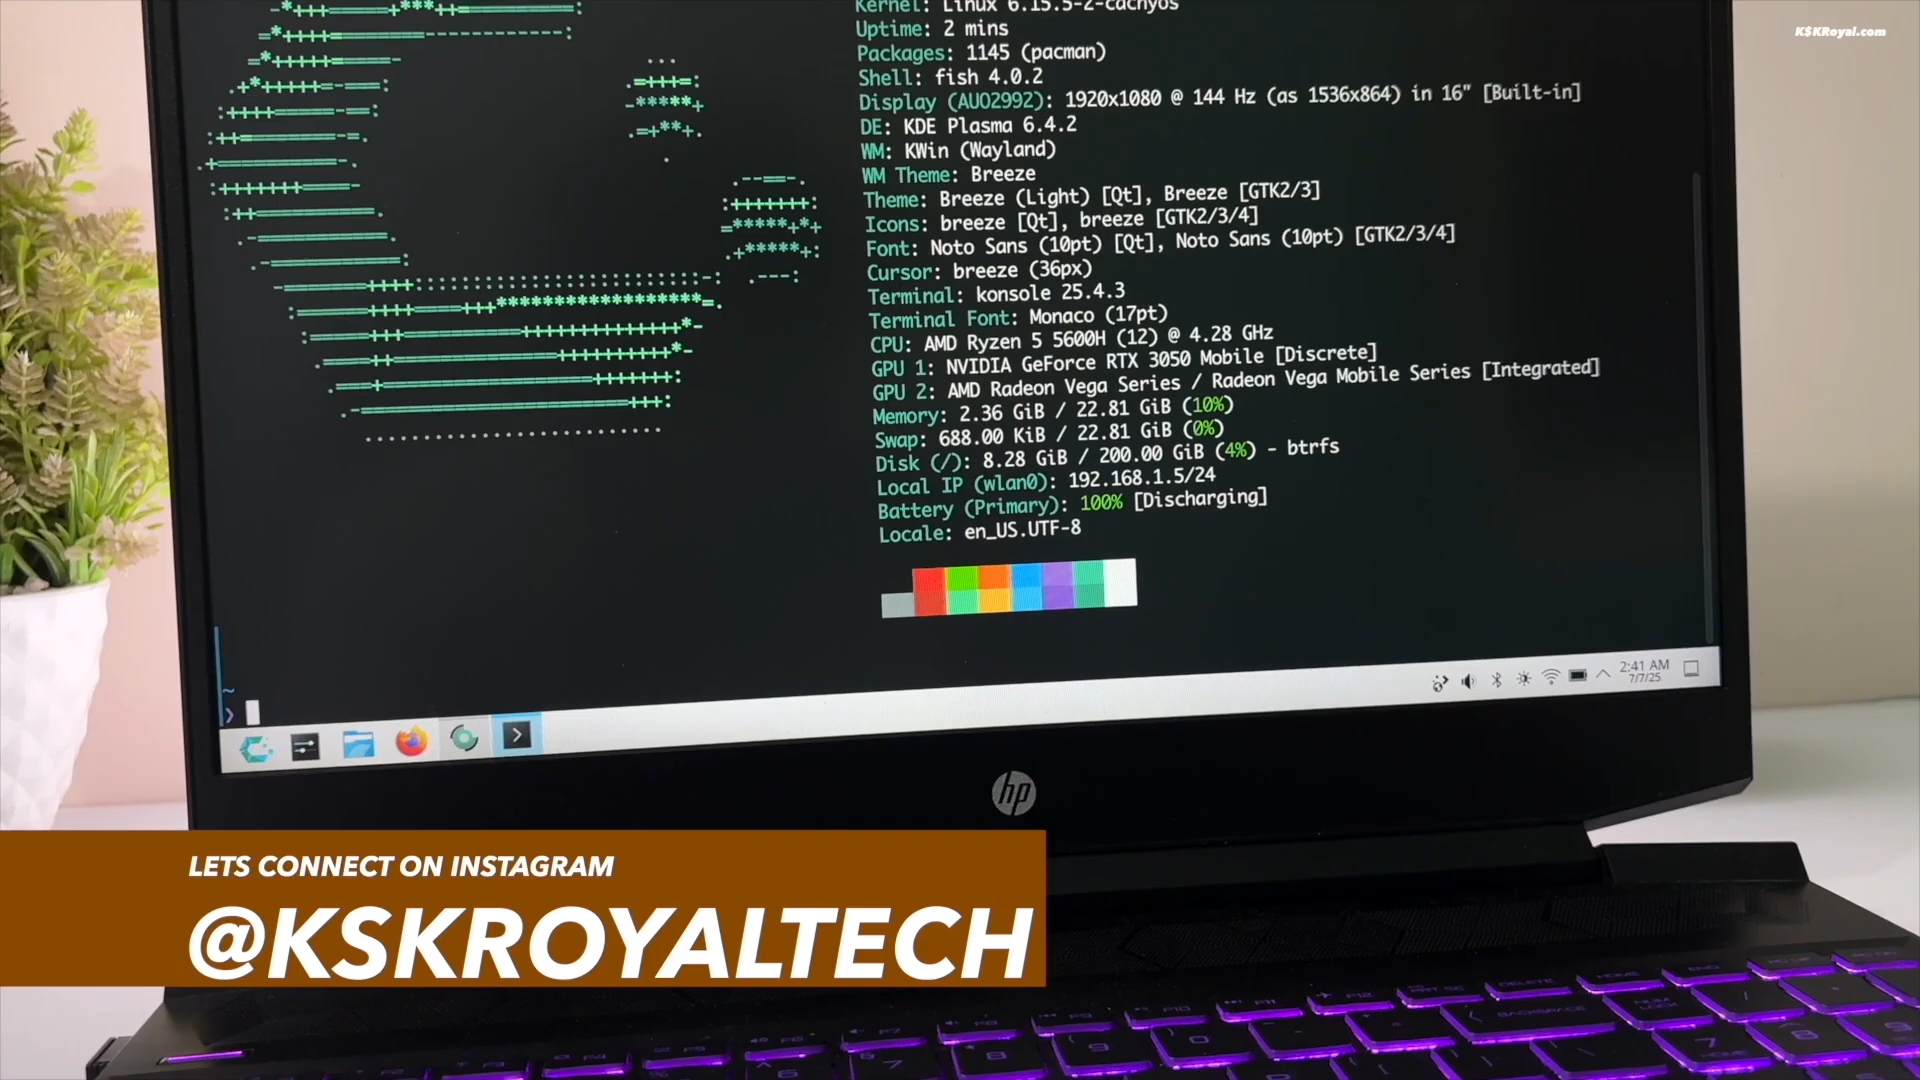 Kernel: Linux 6.15.5-2-cachyos
KSKRoyal.com
Uptime: 2 mins
Packages: 1145 (pacman)
Shell: fish 4.0.2
Display (AUO2992): 1920x1080 @ 144 Hz (as 1536x864) in 16" [Built-in]
DE: KDE Plasma 6.4.2
WM: KWin (Wayland)
WM Theme: Breeze
Theme: Breeze (Light) [Qt], Breeze [GTK2/3]
Icons: breeze [Qt], breeze [GTK2/3/4]
Font: Noto Sans (10pt) [Qt], Noto Sans (10pt) [GTK2/3/4]
Cursor: breeze (36px)
Terminal: konsole 25.4.3
Terminal Font: Monaco (17pt)
CPU: AMD Ryzen 5 5600H (12) @ 4.28 GHz
GPU 1: NVIDIA GeForce RTX 3050 Mobile [Discrete]
GPU 2: AMD Radeon Vega Series / Radeon Vega Mobile Series [Integrated]
Memory: 2.36 GiB / 22.81 GiB (10%)
Swap: 688.00 KiB / 22.81 GiB (0%)
Disk (/): 8.28 GiB / 200.00 GiB (4%) - btrfs
Local IP (wlan0): 192.168.1.5/24
Battery (Primary): 100% [Discharging]
Locale: en_US.UTF-8
2:41 AM
7/7/25
hp
LETS CONNECT ON INSTAGRAM
@KSKROYALTECH
BACKSPACE